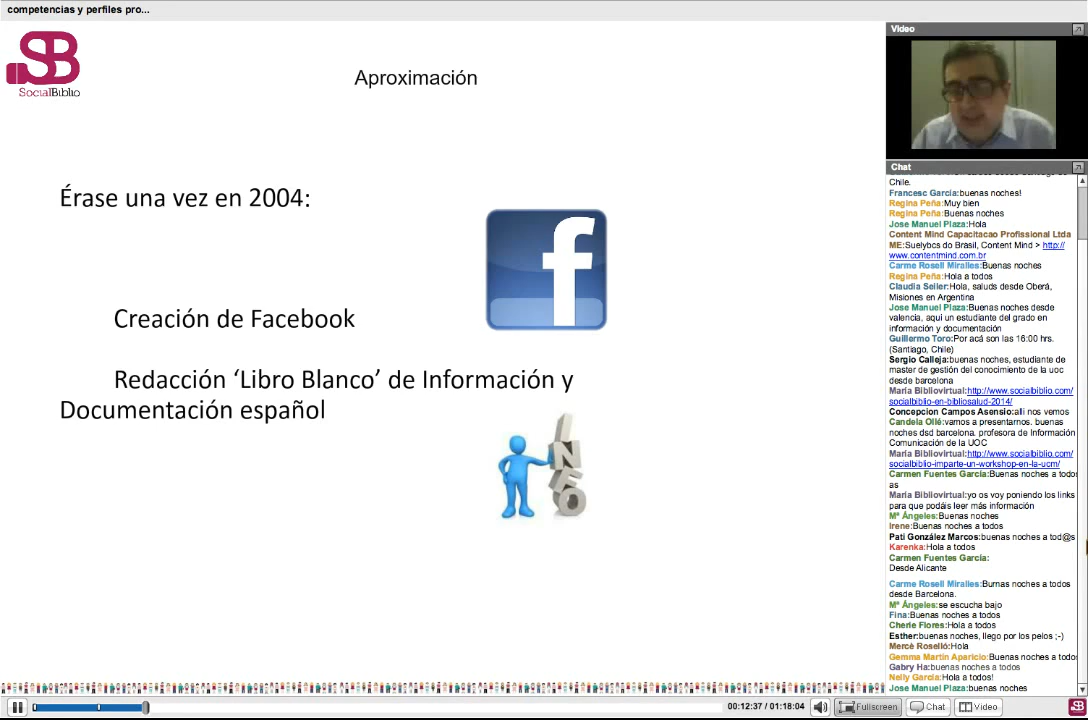 competencias y perfiles pro...
SB
SocialBiblio
Aproximación
Érase una vez en 2004:
f
Creación de Facebook
Redacción ‘Libro Blanco’ de Información y
Documentación español
INFO
Video
Chat
Chile.
Francesc García:buenas noches!
Regina Peña:Muy bien
Regina Peña:Buenas noches
Jose Manuel Plaza:Hola
Content Mind Capacitacao Profissional Ltda
ME:Suelybcs do Brasil, Content Mind > http://
www.contentmind.com.br
Carme Rosell Miralles:Buenas noches
Regina Peña:Hola a todos
Claudia Seiler:Hola, saluds desde Oberá,
Misiones en Argentina
Jose Manuel Plaza:Buenas noches desde
valencia, aqui un estudiante del grado en
información y documentación
Guillermo Toro:Por acá son las 16:00 hrs.
(Santiago, Chile)
Sergio Calleja:buenas noches, estudiante de
master de gestión del conocimiento de la uoc
desde barcelona
María Bibliovirtual:http://www.socialbiblio.com/
socialbiblio-en-bibliosalud-2014/
Concepcion Campos Asensio:alli nos vemos
Candela Ollé:vamos a presentarnos. buenas
noches dsd barcelona. profesora de Información
Comunicación de la UOC
María Bibliovirtual:http://www.socialbiblio.com/
socialbiblio-imparte-un-workshop-en-la-ucm/
Carmen Fuentes García:Buenas noches a todos
as
María Bibliovirtual:yo os voy poniendo los links
para que podáis leer más información
Mª Ángeles:Buenas noches
Irene:Buenas noches a todos
Pati González Marcos:buenas noches a tod@s
Karenka:Hola a todos
Carmen Fuentes García:
Desde Alicante
Carme Rosell Miralles:Burnas noches a todos
desde Barcelona.
Mª Ángeles:se escucha bajo
Fina:Buenas noches a todos
Cherie Flores:Hola a todos
Esther:buenas noches, llego por los pelos ;-)
Mercè Roselló:Hola
Gemma Martín Aparicio:Buenas noches a todos
Gabry Ha:buenas noches a todos
Nelly García:Hola a todos!
Jose Manuel Plaza:buenas noches
00:12:37 / 01:18:04
Fullscreen
Chat
Video
SB